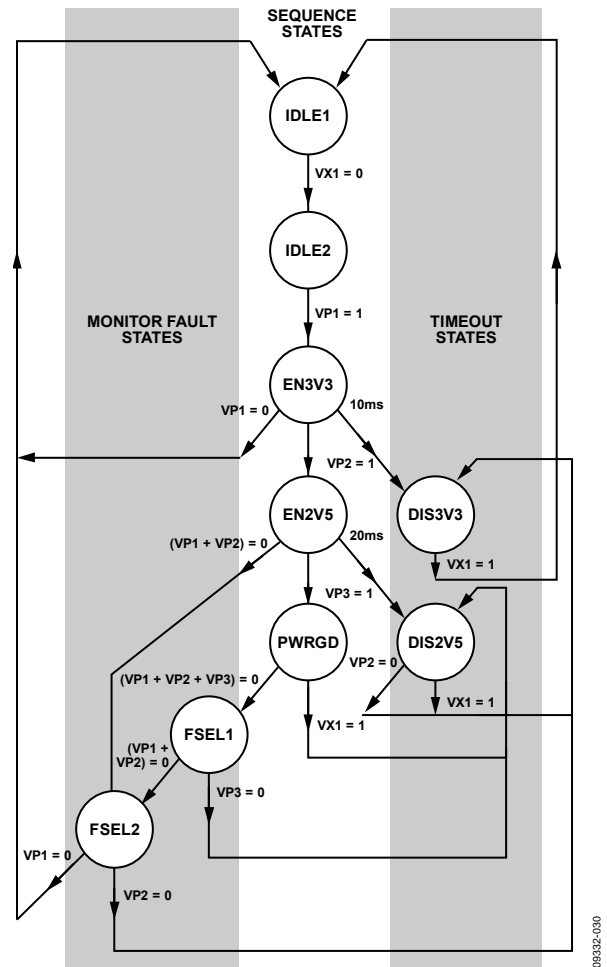 SEQUENCE
STATES
IDLE1
VX1 = 0
IDLE2
MONITOR FAULT
STATES
VP1 = 1
TIMEOUT
STATES
EN3V3
VP1 = 0
10ms
VP2 = 1
EN2V5
DIS3V3
(VP1 + VP2) = 0
20ms
VX1 = 1
VP3 = 1
PWRGD
DIS2V5
VP2 = 0
(VP1 + VP2 + VP3) = 0
VX1 = 1
VX1 = 1
FSEL1
(VP1 +
VP2) = 0
VP3 = 0
FSEL2
VP1 = 0
VP2 = 0
09332-030